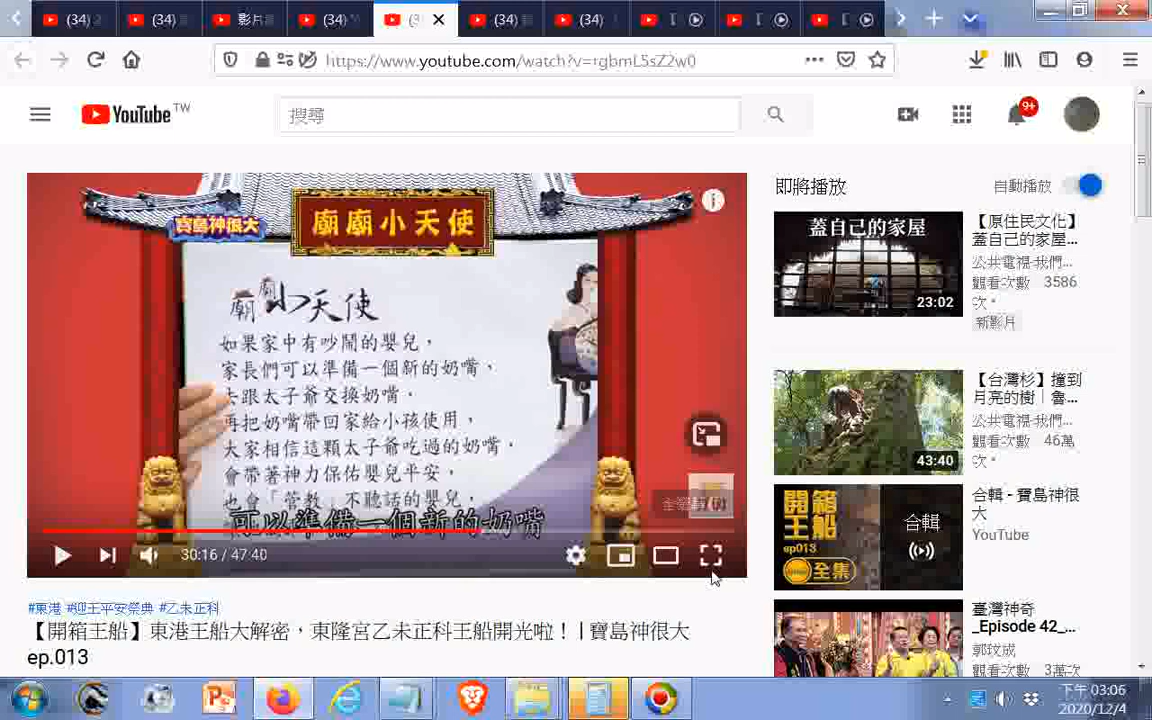 (34)
(34)
影片
(34)
(34)
(34)
https://www.youtube.com/watch?v=rgbmL5sZ2w0
YouTube TW
搜尋
9+
寶島神很大
廟廟小天使
廟廟小天使
如果家中有吵鬧的嬰兒，
家長們可以準備一個新的奶嘴，
去跟太子爺交換奶嘴。
再把奶嘴帶回家給小孩使用，
大家相信這顆太子爺吃過的奶嘴，
會帶著神力保佑嬰兒平安，
也會「管教」不聽話的嬰兒，
可以準備一個新的奶嘴
30:16 / 47:40
#東港 #迎王平安祭典 #乙未正科
【開箱王船】東港王船大解密，東隆宮乙未正科王船開光啦！ | 寶島神很大
ep.013
即將播放
自動播放
蓋自己的家屋
23:02
【原住民文化】
蓋自己的家屋...
公共電視-我們...
觀看次數 3586
次・
新影片
43:40
【台灣杉】撞到
月亮的樹｜魯...
公共電視-我們...
觀看次數 46萬
次・
開箱
王船
ep013
全集
合輯
合輯 - 寶島神很
大
YouTube
臺灣神奇
_Episode 42_...
郭玟成
觀看次數 3萬次
下午 03:06
2020/12/4